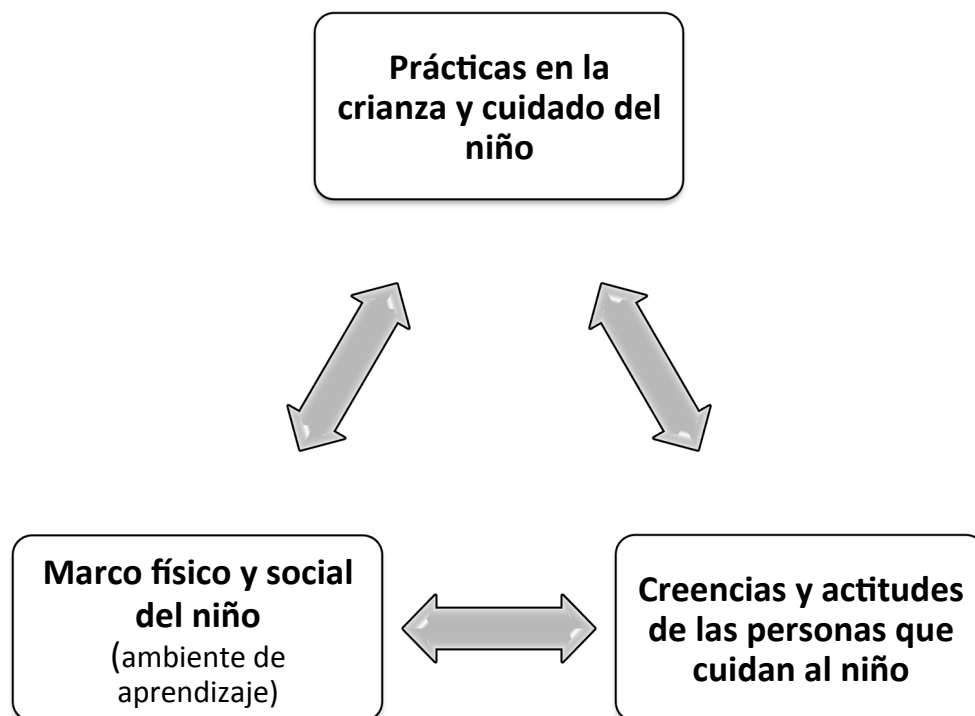 Prácticas en la
crianza y cuidado del
niño
Marco físico y social
del niño
(ambiente de
aprendizaje)
Creencias y actitudes
de las personas que
cuidan al niño